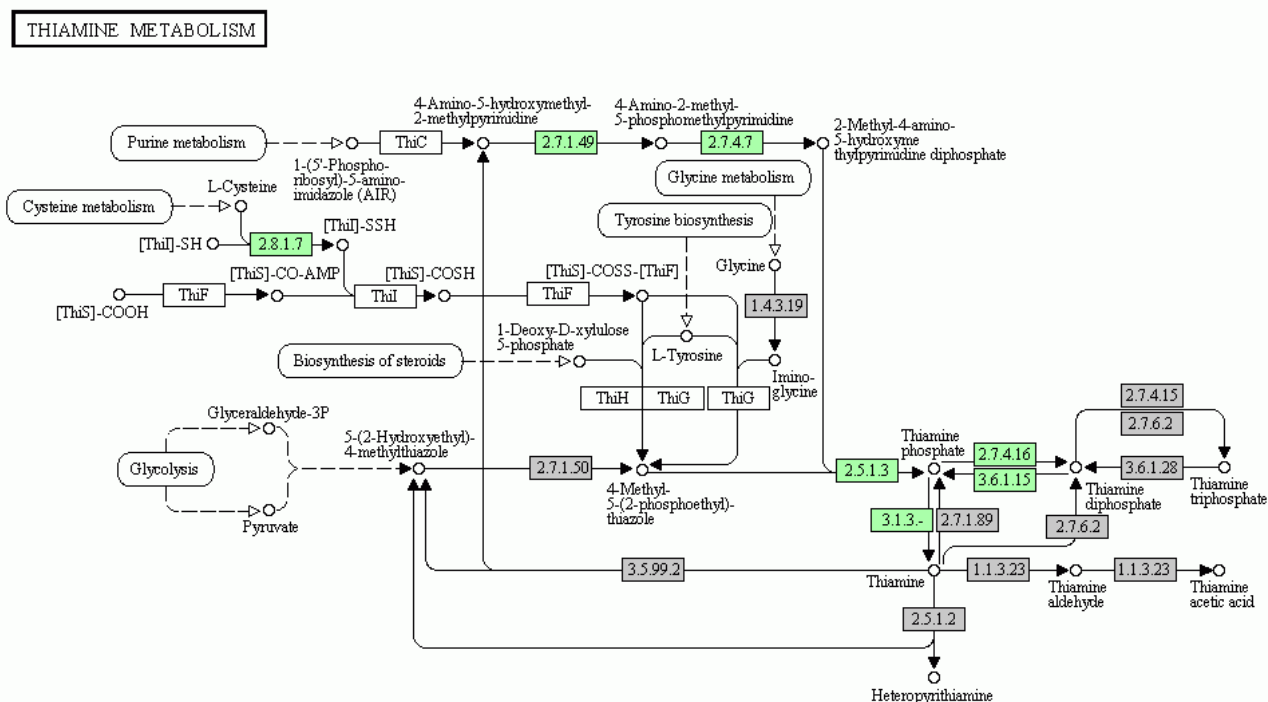 THIAMINE METABOLISM
4-Amino-5-hydroxymethyl-
2-methylpyrimidine
4-Amino-2-methyl-
5-phosphomethylpyrimidine
2-Methyl-4-amino-
5-hydroxyme
thylpyrimidine diphosphate
Purine metabolism
ThiC
2.7.1.49
2.7.4.7
1-(5'-Phospho-
ribosyl)-5-amino-
imidazole (AIR)
Glycine metabolism
L-Cysteine
Cysteine metabolism
Tyrosine biosynthesis
[ThiI]-SSH
[ThiI]-SH
2.8.1.7
Glycine
[ThiS]-CO-AMP
[ThiS]-COSH
[ThiS]-COSS-[ThiF]
ThiF
ThiI
ThiF
1.4.3.19
[ThiS]-COOH
1-Deoxy-D-xylulose
5-phosphate
L-Tyrosine
Biosynthesis of steroids
Imino-
glycine
ThiH
ThiG
ThiG
2.7.4.15
2.7.6.2
Glyceraldehyde-3P
5-(2-Hydroxyethyl)-
4-methylthiazole
Thiamine
phosphate
2.7.4.16
Glycolysis
2.7.1.50
2.5.1.3
3.6.1.15
3.6.1.28
4-Methyl-
5-(2-phosphoethyl)-
thiazole
Thiamine
diphosphate
Thiamine
triphosphate
Pyruvate
3.1.3.-
2.7.1.89
2.7.6.2
3.5.99.2
Thiamine
1.1.3.23
1.1.3.23
Thiamine
aldehyde
Thiamine
acetic acid
2.5.1.2
Heteropyrithiamine